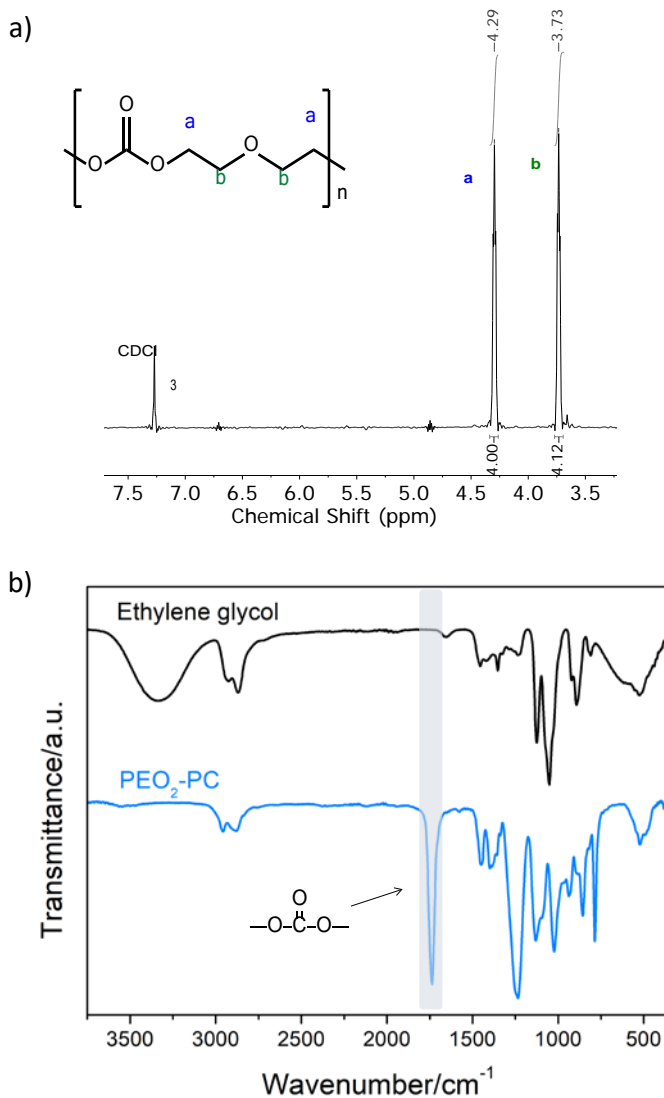 a)
−4.29
−3.73
O
a
a
O
O
O
b
b
n
a
b
CDCl
3
4.00
4.12
7.5 7.0 6.5 6.0 5.5 5.0 4.5 4.0 3.5
Chemical Shift (ppm)
b)
Ethylene glycol
PEO2-PC
O
—O-C-O—
Transmittance/a.u.
3500 3000 2500 2000 1500 1000 500
Wavenumber/cm-1